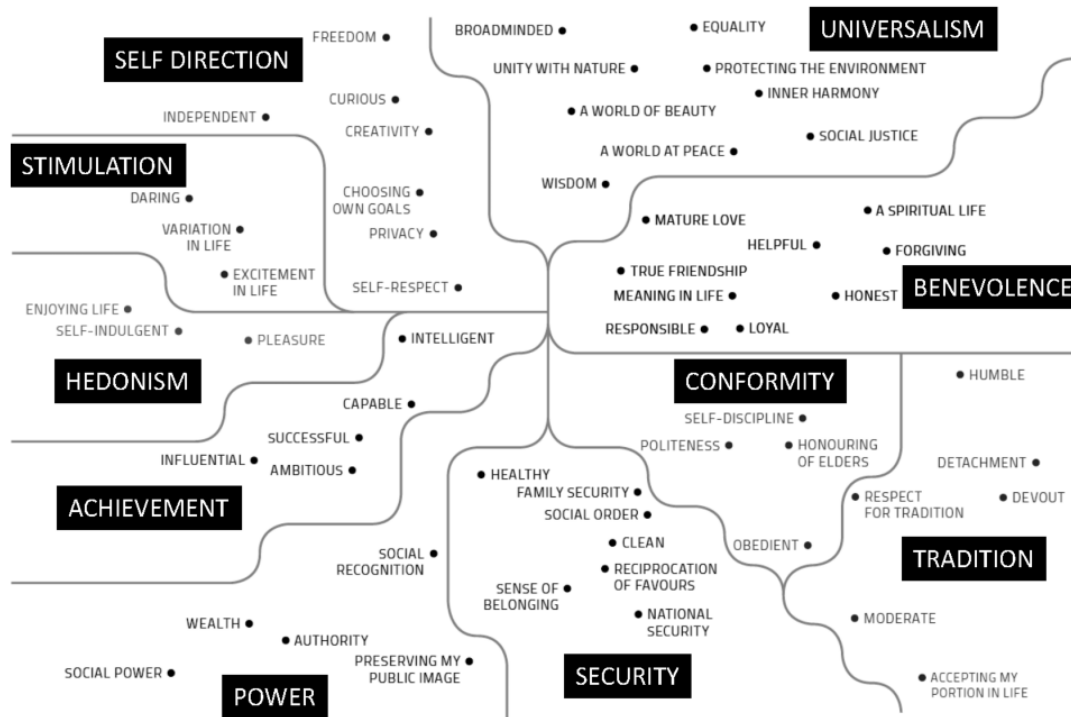 SELF DIRECTION
FREEDOM
CURIOUS
INDEPENDENT
CREATIVITY
CHOOSING
OWN GOALS
PRIVACY
SELF-RESPECT
UNIVERSALISM
BROADMINDED
EQUALITY
UNITY WITH NATURE
PROTECTING THE ENVIRONMENT
INNER HARMONY
A WORLD OF BEAUTY
SOCIAL JUSTICE
A WORLD AT PEACE
WISDOM
STIMULATION
DARING
VARIATION
IN LIFE
EXCITEMENT
IN LIFE
MATURE LOVE
A SPIRITUAL LIFE
HELPFUL
FORGIVING
TRUE FRIENDSHIP
BENEVOLENCE
MEANING IN LIFE
HONEST
RESPONSIBLE
LOYAL
ENJOYING LIFE
SELF-INDULGENT
PLEASURE
HEDONISM
INTELLIGENT
CAPABLE
SUCCESSFUL
INFLUENTIAL
AMBITIOUS
ACHIEVEMENT
CONFORMITY
SELF-DISCIPLINE
POLITENESS
HONOURING
OF ELDERS
OBEDIENT
HUMBLE
DETACHMENT
RESPECT
FOR TRADITION
DEVOUT
TRADITION
MODERATE
ACCEPTING MY
PORTION IN LIFE
HEALTHY
FAMILY SECURITY
SOCIAL ORDER
CLEAN
RECIPROCATION
OF FAVOURS
SENSE OF
BELONGING
NATIONAL
SECURITY
SECURITY
SOCIAL
RECOGNITION
WEALTH
AUTHORITY
PRESERVING MY
PUBLIC IMAGE
SOCIAL POWER
POWER